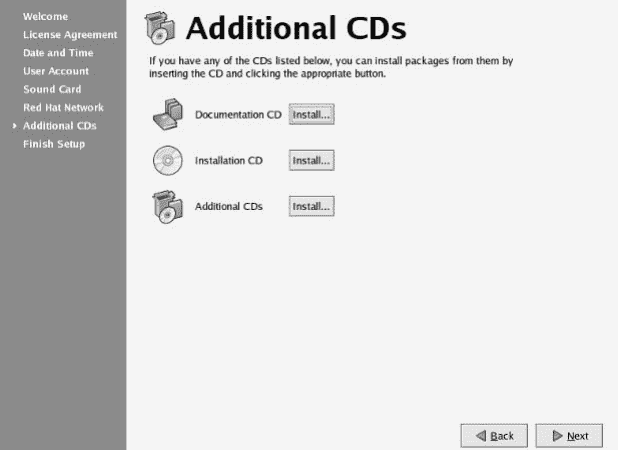 Welcome
License Agreement
Date and Time
User Account
Sound Card
Red Hat Network
Additional CDs
Finish Setup
Additional CDs
If you have any of the CDs listed below, you can install packages from them by
inserting the CD and clicking the appropriate button.
Documentation CD Install...
Installation CD Install...
Additional CDs Install...
Back Next